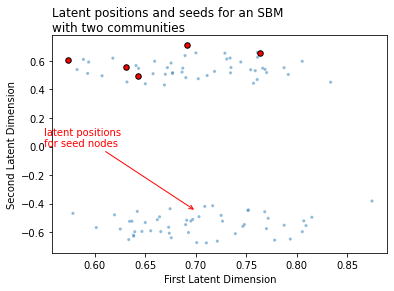 Latent positions and seeds for an SBM
with two communities
Second Latent Dimension
0.6
0.4
0.2
0.0
−0.2
−0.4
−0.6
latent positions
for seed nodes
0.60
0.65
0.70
0.75
0.80
0.85
First Latent Dimension